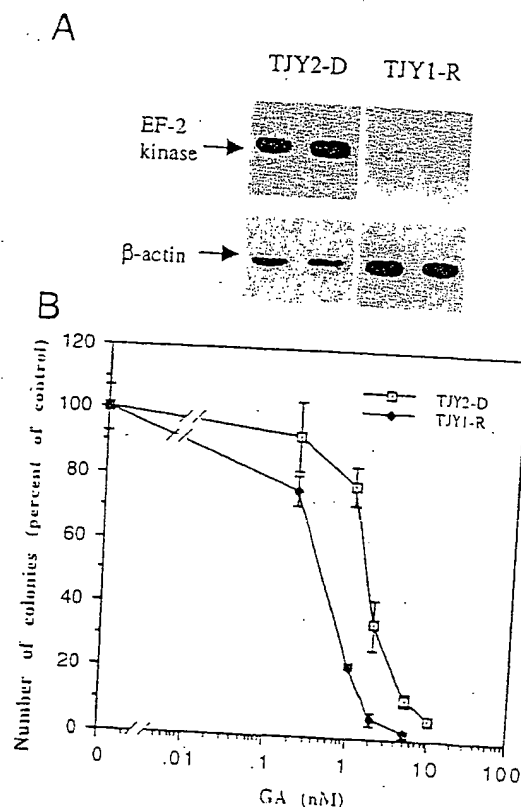 A
TJY2-D TJY1-R
EF-2
kinase
β-actin
B
120
100
80
60
40
20
0
Number of colonies (percent of control)
TJY2-D
TJY1-R
0 .01 .1 1 10 100
GA (nM)